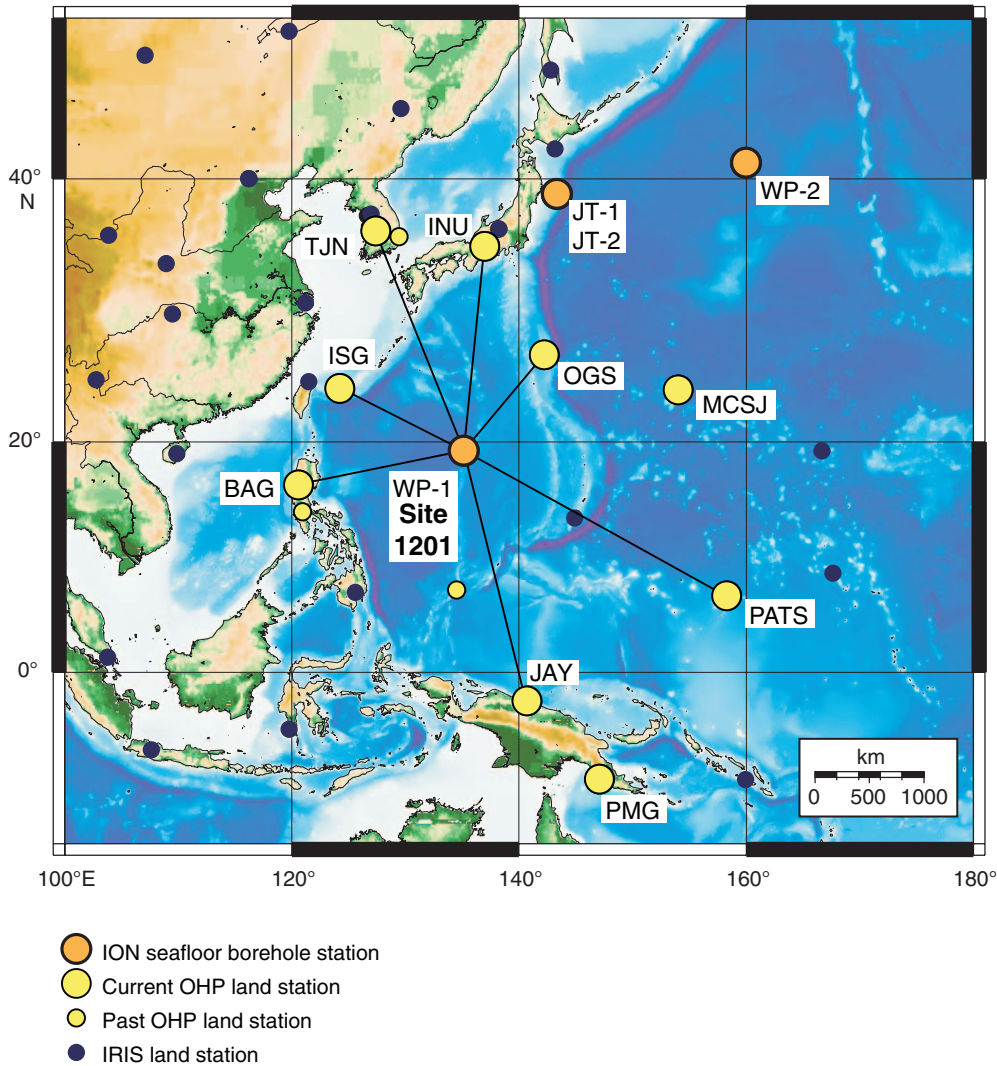 40°
N
20°
0°
WP-2
JT-1
JT-2
INU
TJN
ISG
OGS
MCSJ
BAG
WP-1
Site
1201
PATS
JAY
PMG
km
0 500 1000
100°E 120° 140° 160° 180°
ION seafloor borehole station
Current OHP land station
Past OHP land station
IRIS land station